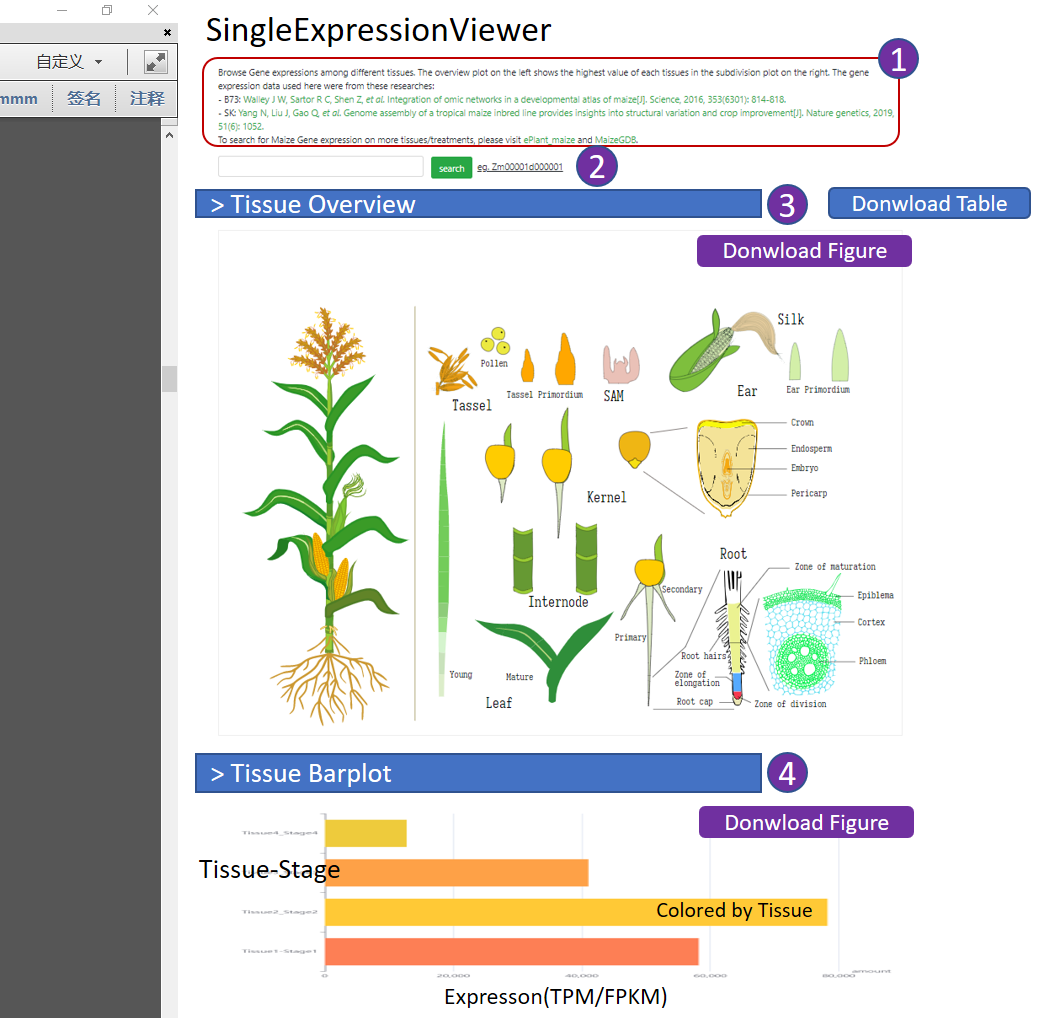 SingleExpressionViewer
自定义
mmm 签名 注释
1
Browse Gene expressions among different tissues. The overview plot on the left shows the highest value of each tissues in the subdivision plot on the right. The gene
expression data used here were from these researches:
- B73: Walley J W, Sartor R C, Shen Z, et al. Integration of omic networks in a developmental atlas of maize[J]. Science, 2016, 353(6301): 814–818.
- SK: Yang N, Liu J, Gao Q, et al. Genome assembly of a tropical maize inbred line provides insights into structural variation and crop improvement[J]. Nature genetics, 2019,
51(6): 1052.
To search for Maize Gene expression on more tissues/treatments, please visit ePlant_maize and MaizeGDB.
search eg. Zm00001d000001 2
> Tissue Overview 3 Donwload Table
Donwload Figure
Silk
Pollen
Tassel Primordium
Tassel
SAM
Ear
Ear Primordium
Crown
Endosperm
Embryo
Pericarp
Kernel
Internode
Root
Zone of maturation
Secondary
Epiblema
Cortex
Primary
Root hairs
Phloem
Young
Mature
Zone of
elongation
Leaf
Root cap
Zone of division
> Tissue Barplot 4
Donwload Figure
Tissue4_Stage4
Tissue-Stage
Tissue2_Stage2
Colored by Tissue
Tissue1-Stage1
0 20,000 40,000 60,000 80,000 amount
Expresson(TPM/FPKM)